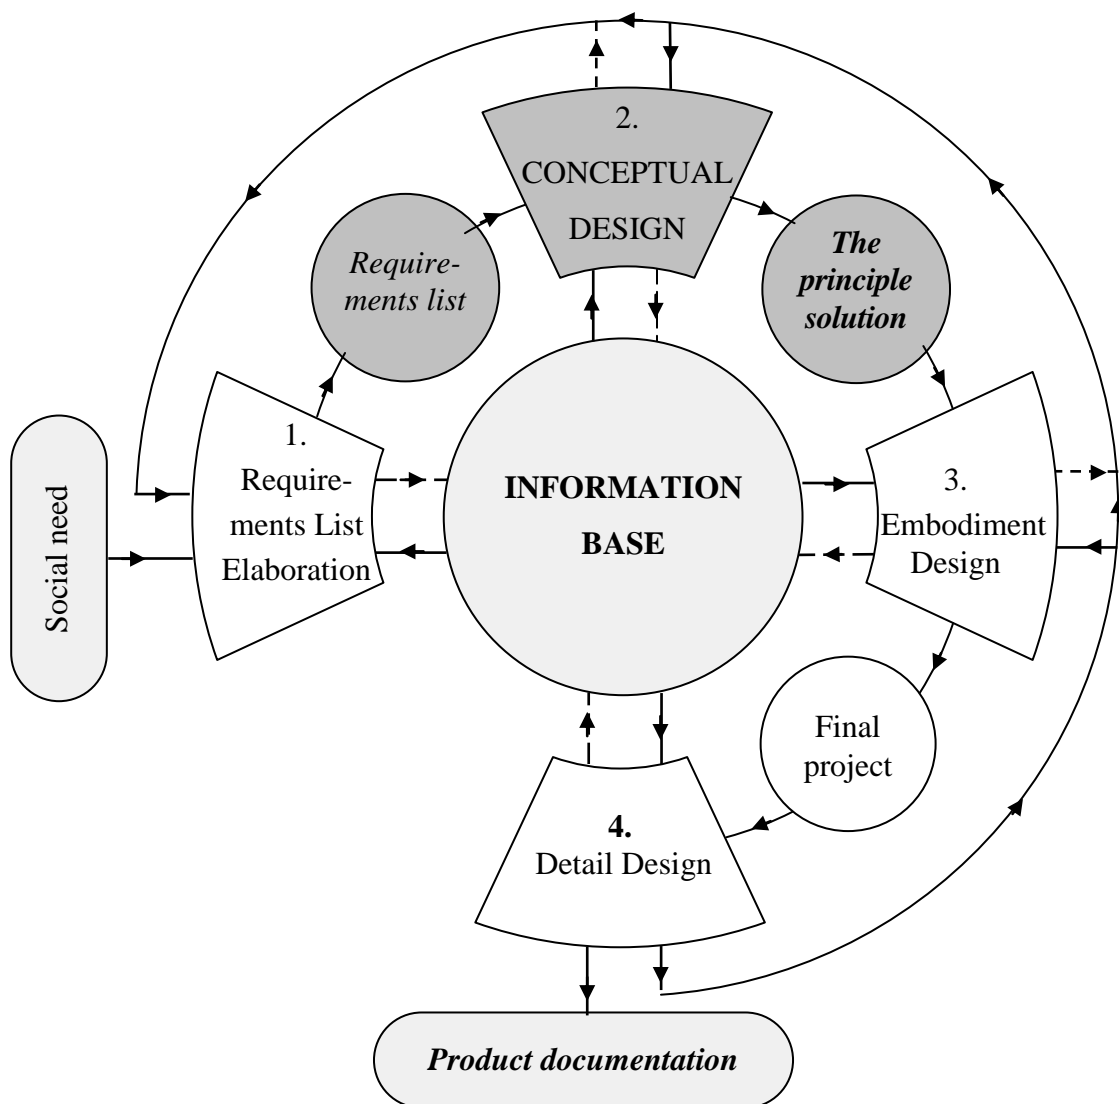 2.
CONCEPTUAL
DESIGN
Require-
ments list
The
principle
solution
1.
Require-
ments List
Elaboration
Social need
INFORMATION
BASE
3.
Embodiment
Design
Final
project
4.
Detail Design
Product documentation